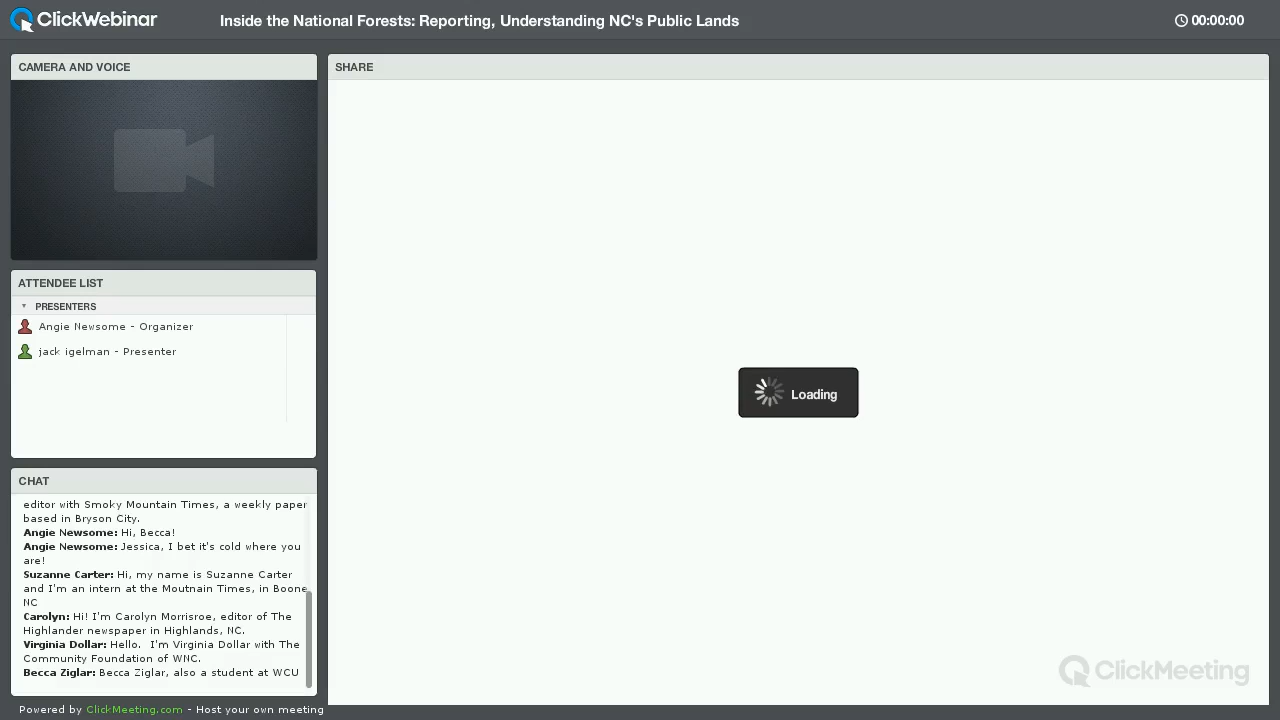 ClickWebinar
Inside the National Forests: Reporting, Understanding NC's Public Lands
00:00:00
CAMERA AND VOICE
SHARE
ATTENDEE LIST
PRESENTERS
Angie Newsome - Organizer
jack igelman - Presenter
Loading
CHAT
editor with Smoky Mountain Times, a weekly paper
based in Bryson City.
Angie Newsome: Hi, Becca!
Angie Newsome: Jessica, I bet it's cold where you
are!
Suzanne Carter: Hi, my name is Suzanne Carter
and I'm an intern at the Moutnain Times, in Boone
NC
Carolyn: Hi! I'm Carolyn Morrisroe, editor of The
Highlander newspaper in Highlands, NC.
Virginia Dollar: Hello. I'm Virginia Dollar with The
Community Foundation of WNC.
Becca Ziglar: Becca Ziglar, also a student at WCU
ClickMeeting
Powered by ClickMeeting.com - Host your own meeting